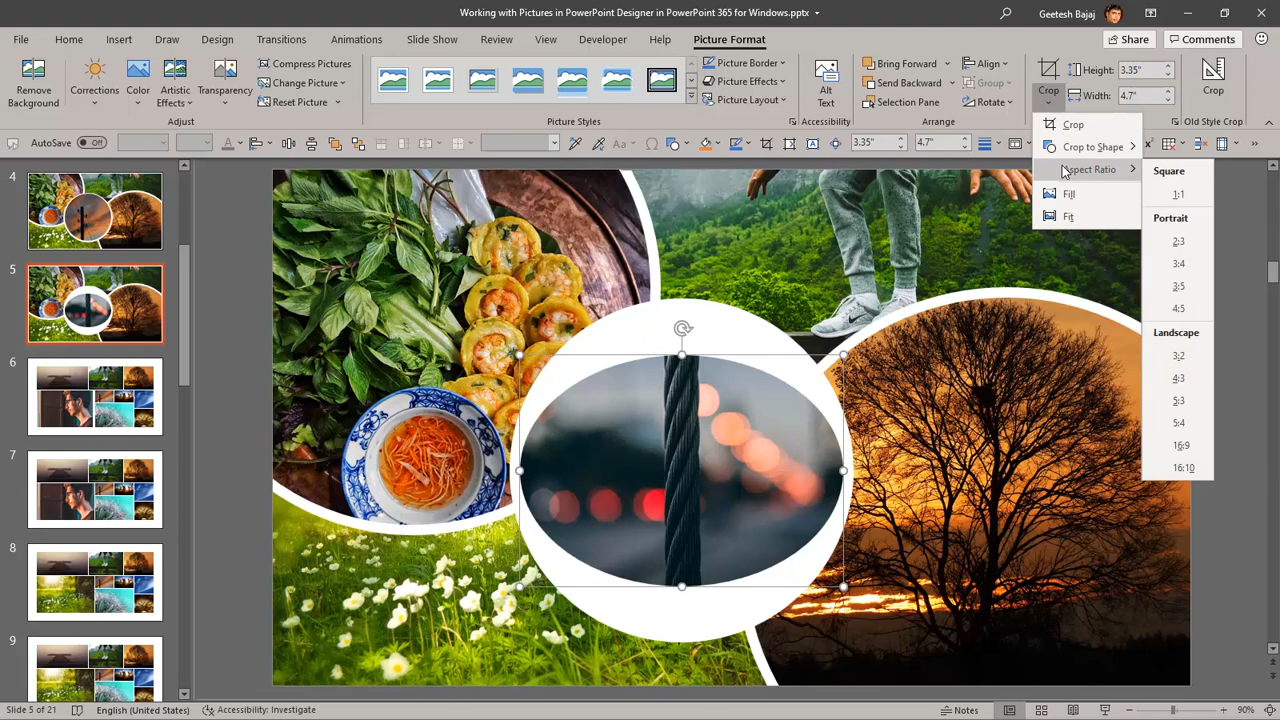 Working with Pictures in PowerPoint Designer in PowerPoint 365 for Windows.pptx
Geetesh Bajaj
File Home Insert Draw Design Transitions Animations Slide Show Review View Developer Help Picture Format Share Comments
Remove Background
Corrections
Color
Artistic Effects
Transparency
Compress Pictures
Change Picture
Reset Picture
Adjust
Picture Styles
Picture Border
Picture Effects
Picture Layout
Alt Text
Accessibility
Bring Forward
Send Backward
Selection Pane
Align
Group
Rotate
Arrange
Crop
Height: 3.35"
Width: 4.7"
Crop
Old Style Crop
AutoSave Off
3.35" 4.7"
Crop
Crop to Shape
Aspect Ratio
Fill
Fit
Square
1:1
Portrait
2:3
3:4
3:5
4:5
Landscape
3:2
4:3
5:3
5:4
16:9
16:10
4
5
6
7
8
9
Slide 5 of 21 English (United States) Accessibility: Investigate Notes 90%